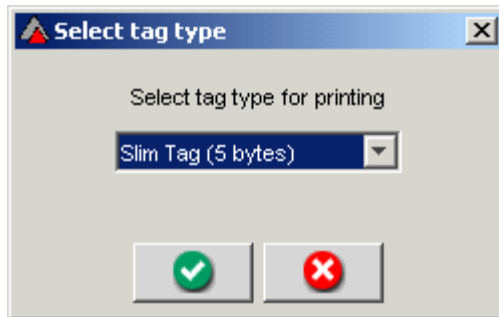 Select tag type
Select tag type for printing
Slim Tag (5 bytes)